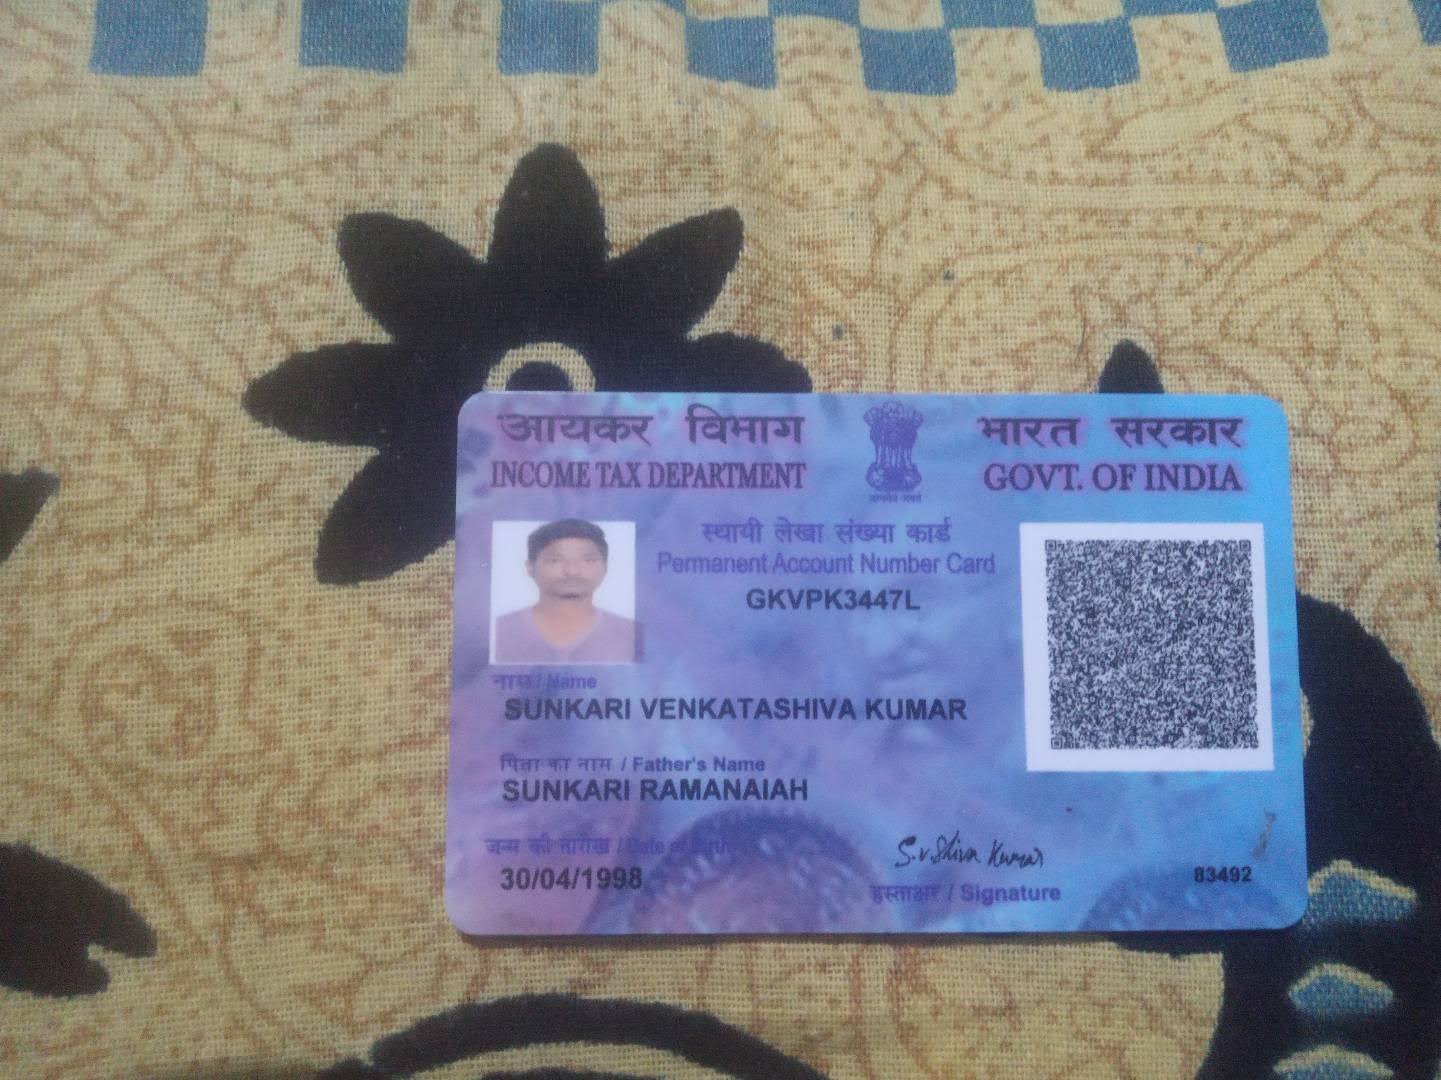 आयकर विभाग
INCOME TAX DEPARTMENT
भारत सरकार
GOVT. OF INDIA
सत्यमेव जयते
स्थायी लेखा संख्या कार्ड
Permanent Account Number Card
GKVPK3447L
नाम / Name
SUNKARI VENKATASHIVA KUMAR
पिता का नाम / Father's Name
SUNKARI RAMANAIAH
जन्म की तारीख / Date of Birth
30/04/1998
S.v.Shiva Kumar
हस्ताक्षर / Signature
83492